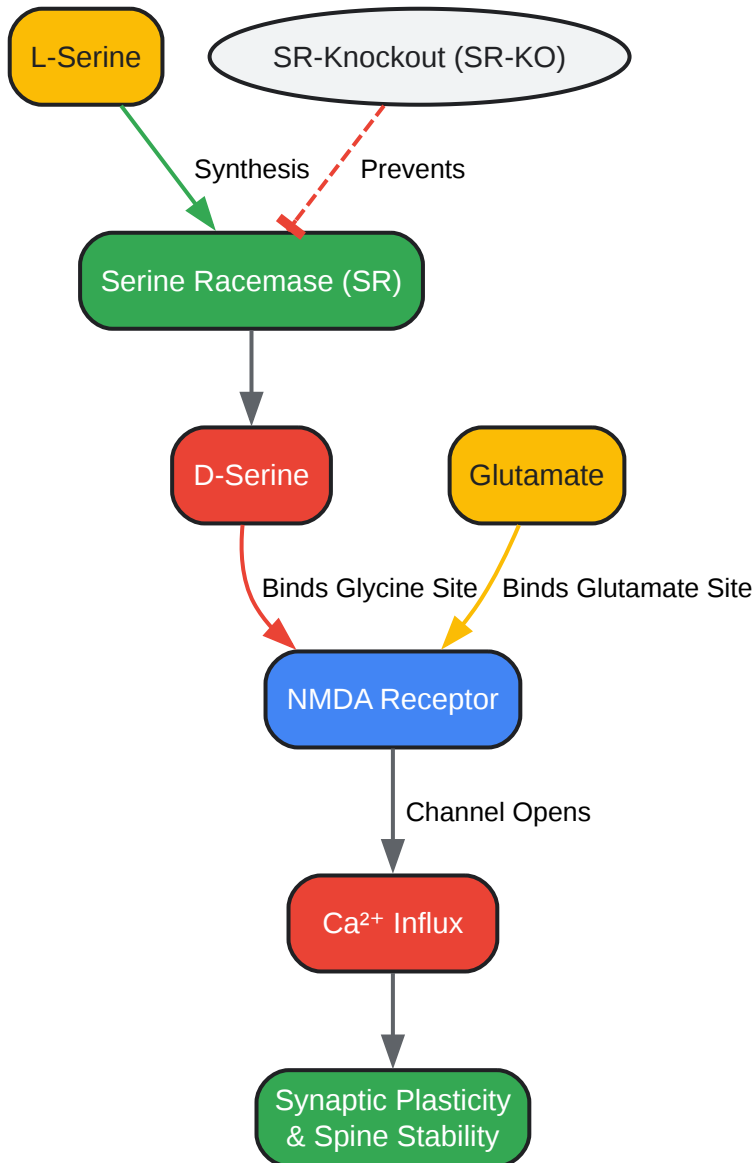 L-Serine
SR-Knockout (SR-KO)
Synthesis
Prevents
Serine Racemase (SR)
D-Serine
Glutamate
Binds Glycine Site
Binds Glutamate Site
NMDA Receptor
Channel Opens
Ca²⁺ Influx
Synaptic Plasticity
& Spine Stability